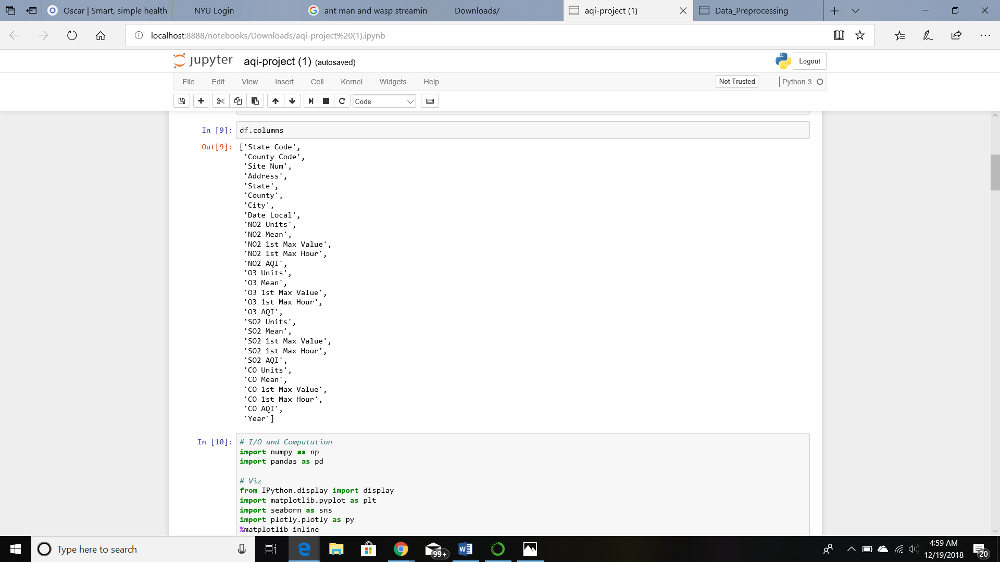 Oscar | Smart, simple health
NYU Login
ant man and wasp streamin
Downloads/
aqi-project (1)
Data_Preprocessing
localhost:8888/notebooks/Downloads/aqi-project%20(1).ipynb
jupyter aqi-project (1) (autosaved)
Logout
File Edit View Insert Cell Kernel Widgets Help
Not Trusted
Python 3
Code
In [9]: df.columns
Out[9]: ['State Code',
'County Code',
'Site Num',
'Address',
'State',
'County',
'City',
'Date Local',
'NO2 Units',
'NO2 Mean',
'NO2 1st Max Value',
'NO2 1st Max Hour',
'NO2 AQI',
'O3 Units',
'O3 Mean',
'O3 1st Max Value',
'O3 1st Max Hour',
'O3 AQI',
'SO2 Units',
'SO2 Mean',
'SO2 1st Max Value',
'SO2 1st Max Hour',
'SO2 AQI',
'CO Units',
'CO Mean',
'CO 1st Max Value',
'CO 1st Max Hour',
'CO AQI',
'Year']
In [10]: # I/O and Computation
import numpy as np
import pandas as pd
# Viz
from IPython.display import display
import matplotlib.pyplot as plt
import seaborn as sns
import plotly.plotly as py
%matplotlib inline
Type here to search
99+
4:59 AM
12/19/2018
20